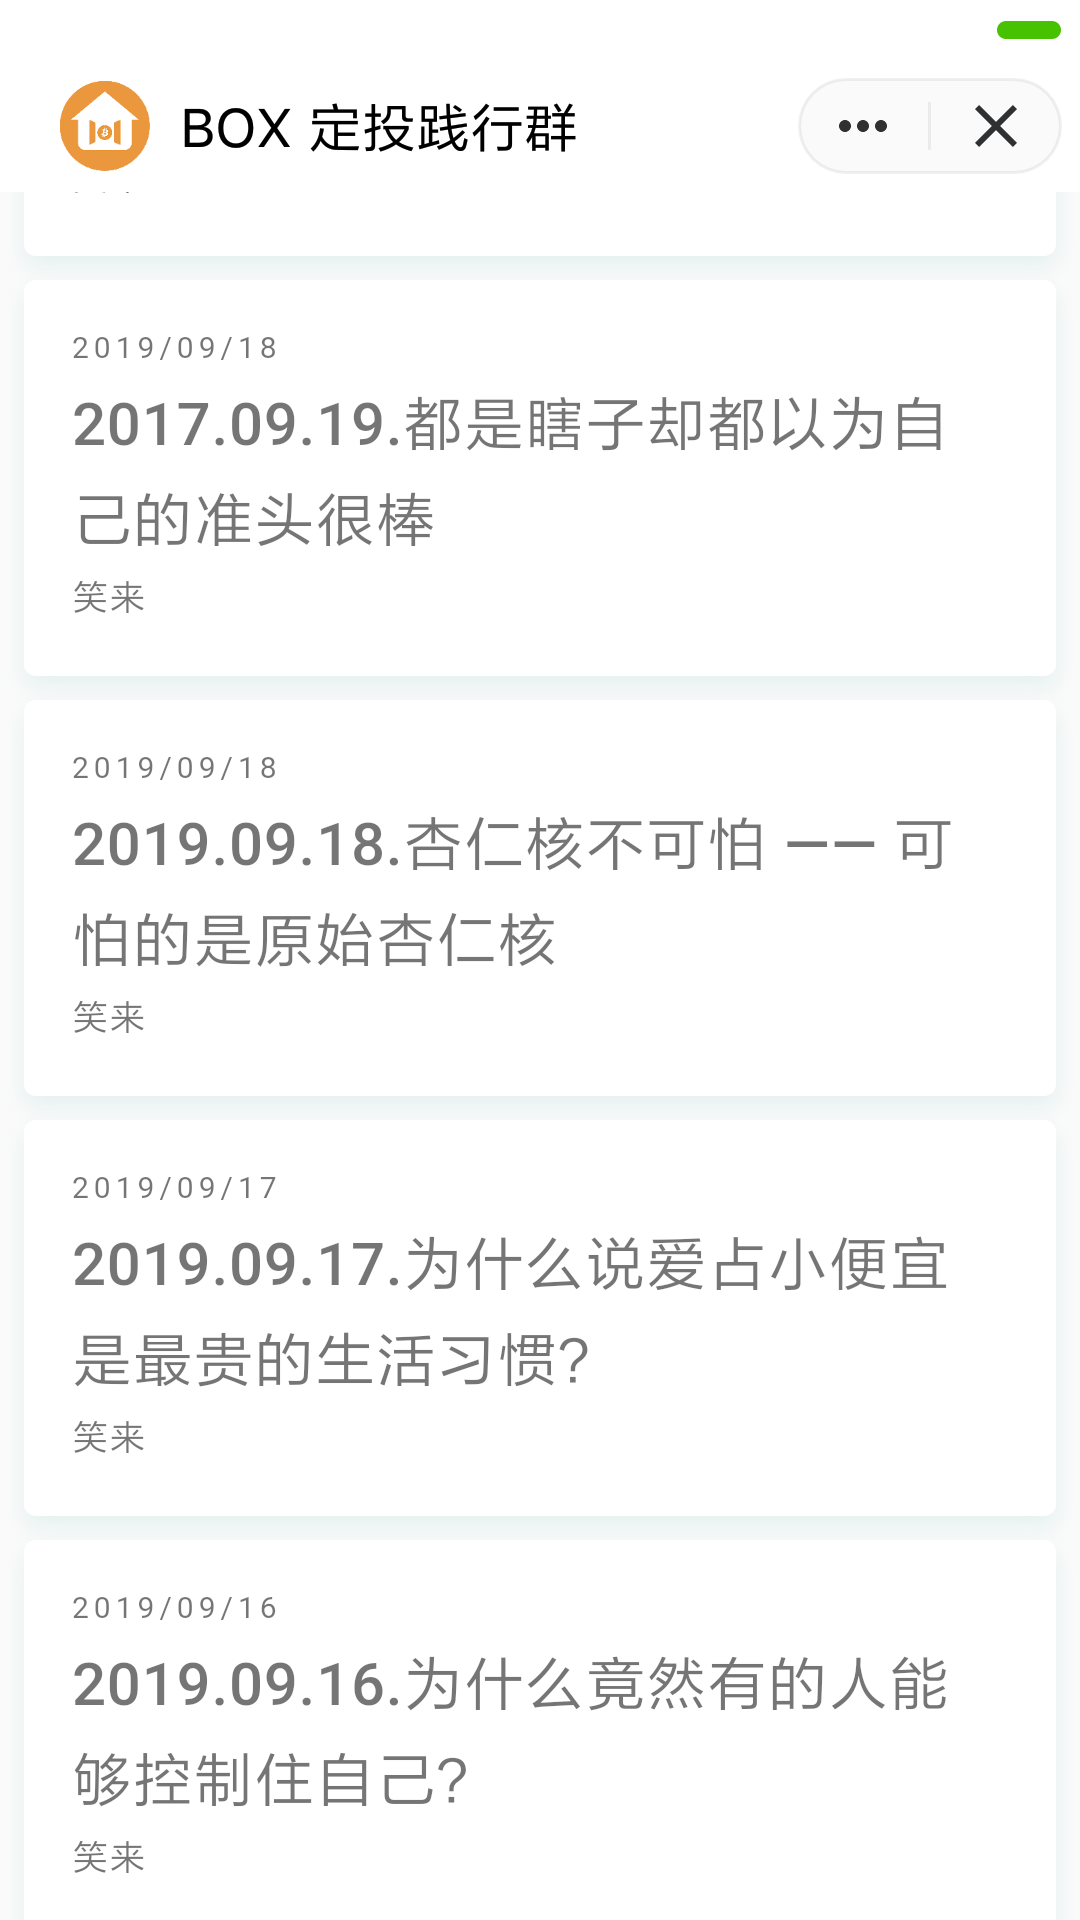 BOX 定投践行群
2019/09/18
2017.09.19.都是瞎子却都以为自
己的准头很棒
笑来
2019/09/18
2019.09.18.杏仁核不可怕 —— 可
怕的是原始杏仁核
笑来
2019/09/17
2019.09.17.为什么说爱占小便宜
是最贵的生活习惯?
笑来
2019/09/16
2019.09.16.为什么竟然有的人能
够控制住自己?
笑来